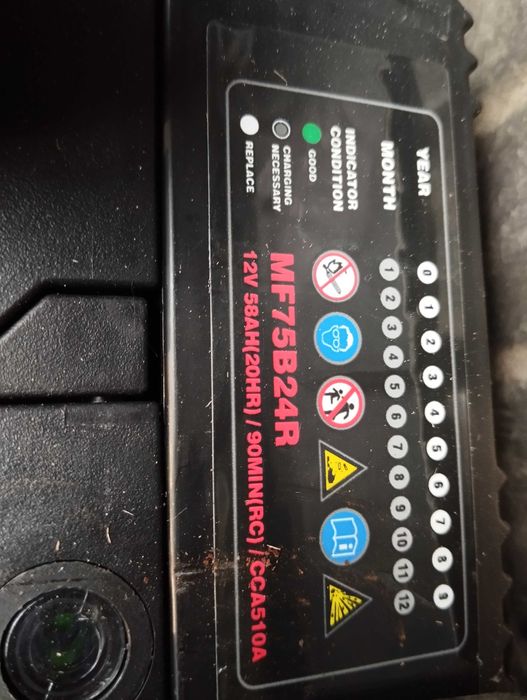 YEAR 0 1 2 3 4 5 6 7 8 9
MONTH 1 2 3 4 5 6 7 8 9 10 11 12
INDICATOR
CONDITION
GOOD
CHARGING
NECESSARY
REPLACE
MF75B24R
12V 58AH(20HR) / 90MIN(RC) / CCA510A